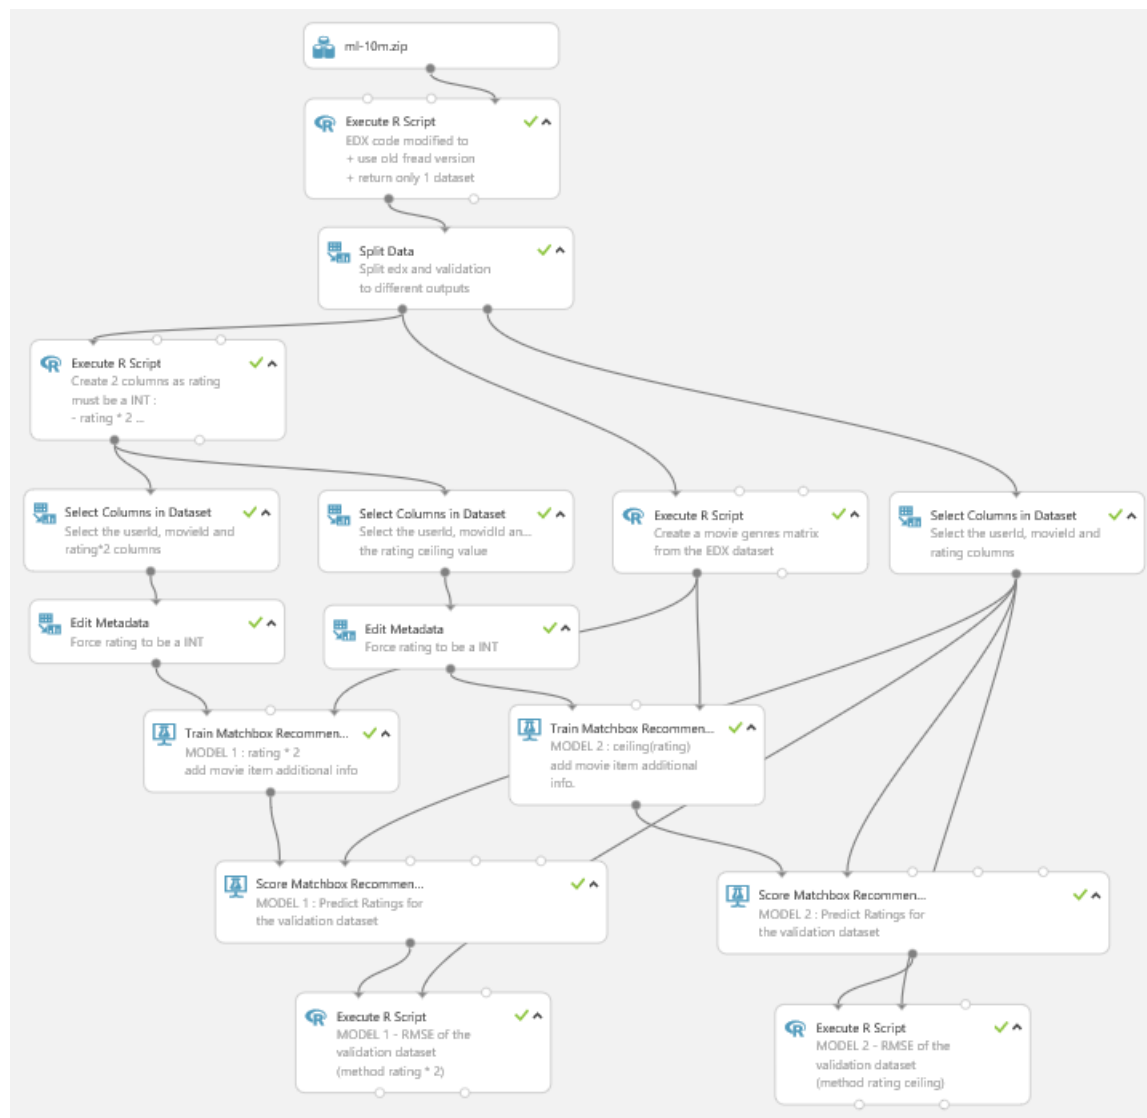 ml-10m.zip
Execute R Script
EDX code modified to
+ use old fread version
+ return only 1 dataset
Split Data
Split edx and validation
to different outputs
Execute R Script
Create 2 columns as rating
must be a INT :
- rating * 2 ...
Select Columns in Dataset
Select the userId, movieId and
rating*2 columns
Select Columns in Dataset
Select the userId, movidId an...
the rating ceiling value
Execute R Script
Create a movie genres matrix
from the EDX dataset
Select Columns in Dataset
Select the userId, movieId and
rating columns
Edit Metadata
Force rating to be a INT
Edit Metadata
Force rating to be a INT
Train Matchbox Recommen...
MODEL 1 : rating * 2
add movie item additional info
Train Matchbox Recommen...
MODEL 2 : ceiling(rating)
add movie item additional
info.
Score Matchbox Recommen...
MODEL 1 : Predict Ratings for
the validation dataset
Score Matchbox Recommen...
MODEL 2 : Predict Ratings for
the validation dataset
Execute R Script
MODEL 1 - RMSE of the
validation dataset
(method rating * 2)
Execute R Script
MODEL 2 - RMSE of the
validation dataset
(method rating ceiling)